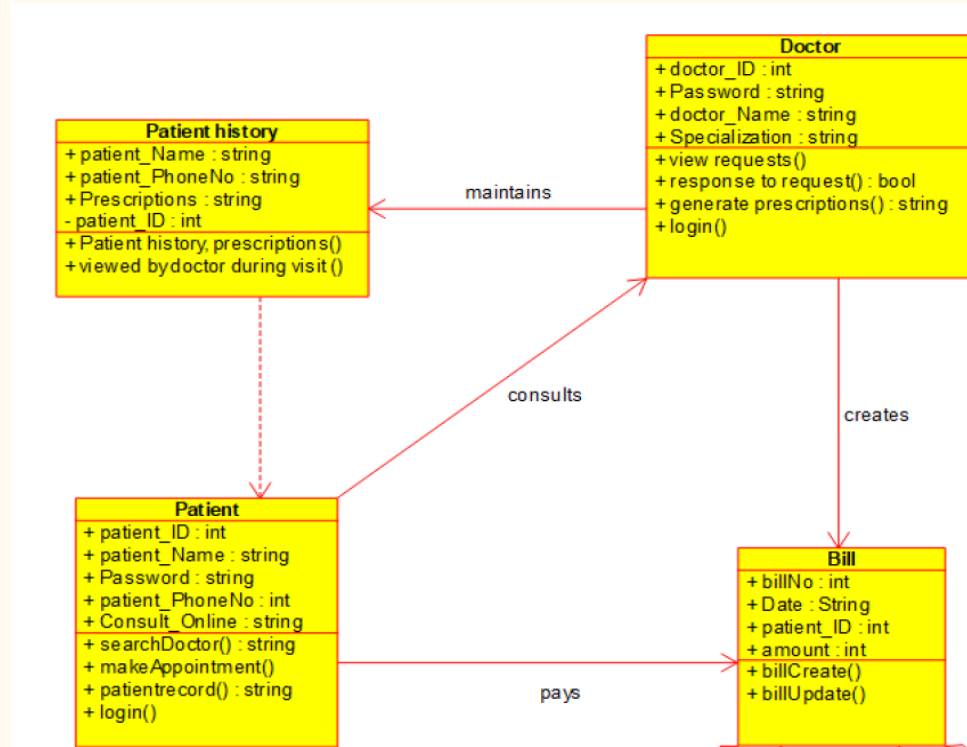 Doctor
+ doctor_ID : int
+ Password : string
+ doctor_Name : string
+ Specialization : string
+ view requests()
+ response to request() : bool
+ generate prescriptions() : string
+ login()
Patient history
+ patient_Name : string
+ patient_PhoneNo : string
+ Prescriptions : string
- patient_ID : int
+ Patient history, prescriptions()
+ viewed by doctor during visit ()
maintains
consults
creates
Patient
+ patient_ID : int
+ patient_Name : string
+ Password : string
+ patient_PhoneNo : int
+ Consult_Online : string
+ searchDoctor() : string
+ makeAppointment()
+ patientrecord() : string
+ login()
pays
Bill
+ billNo : int
+ Date : String
+ patient_ID : int
+ amount : int
+ billCreate()
+ billUpdate()